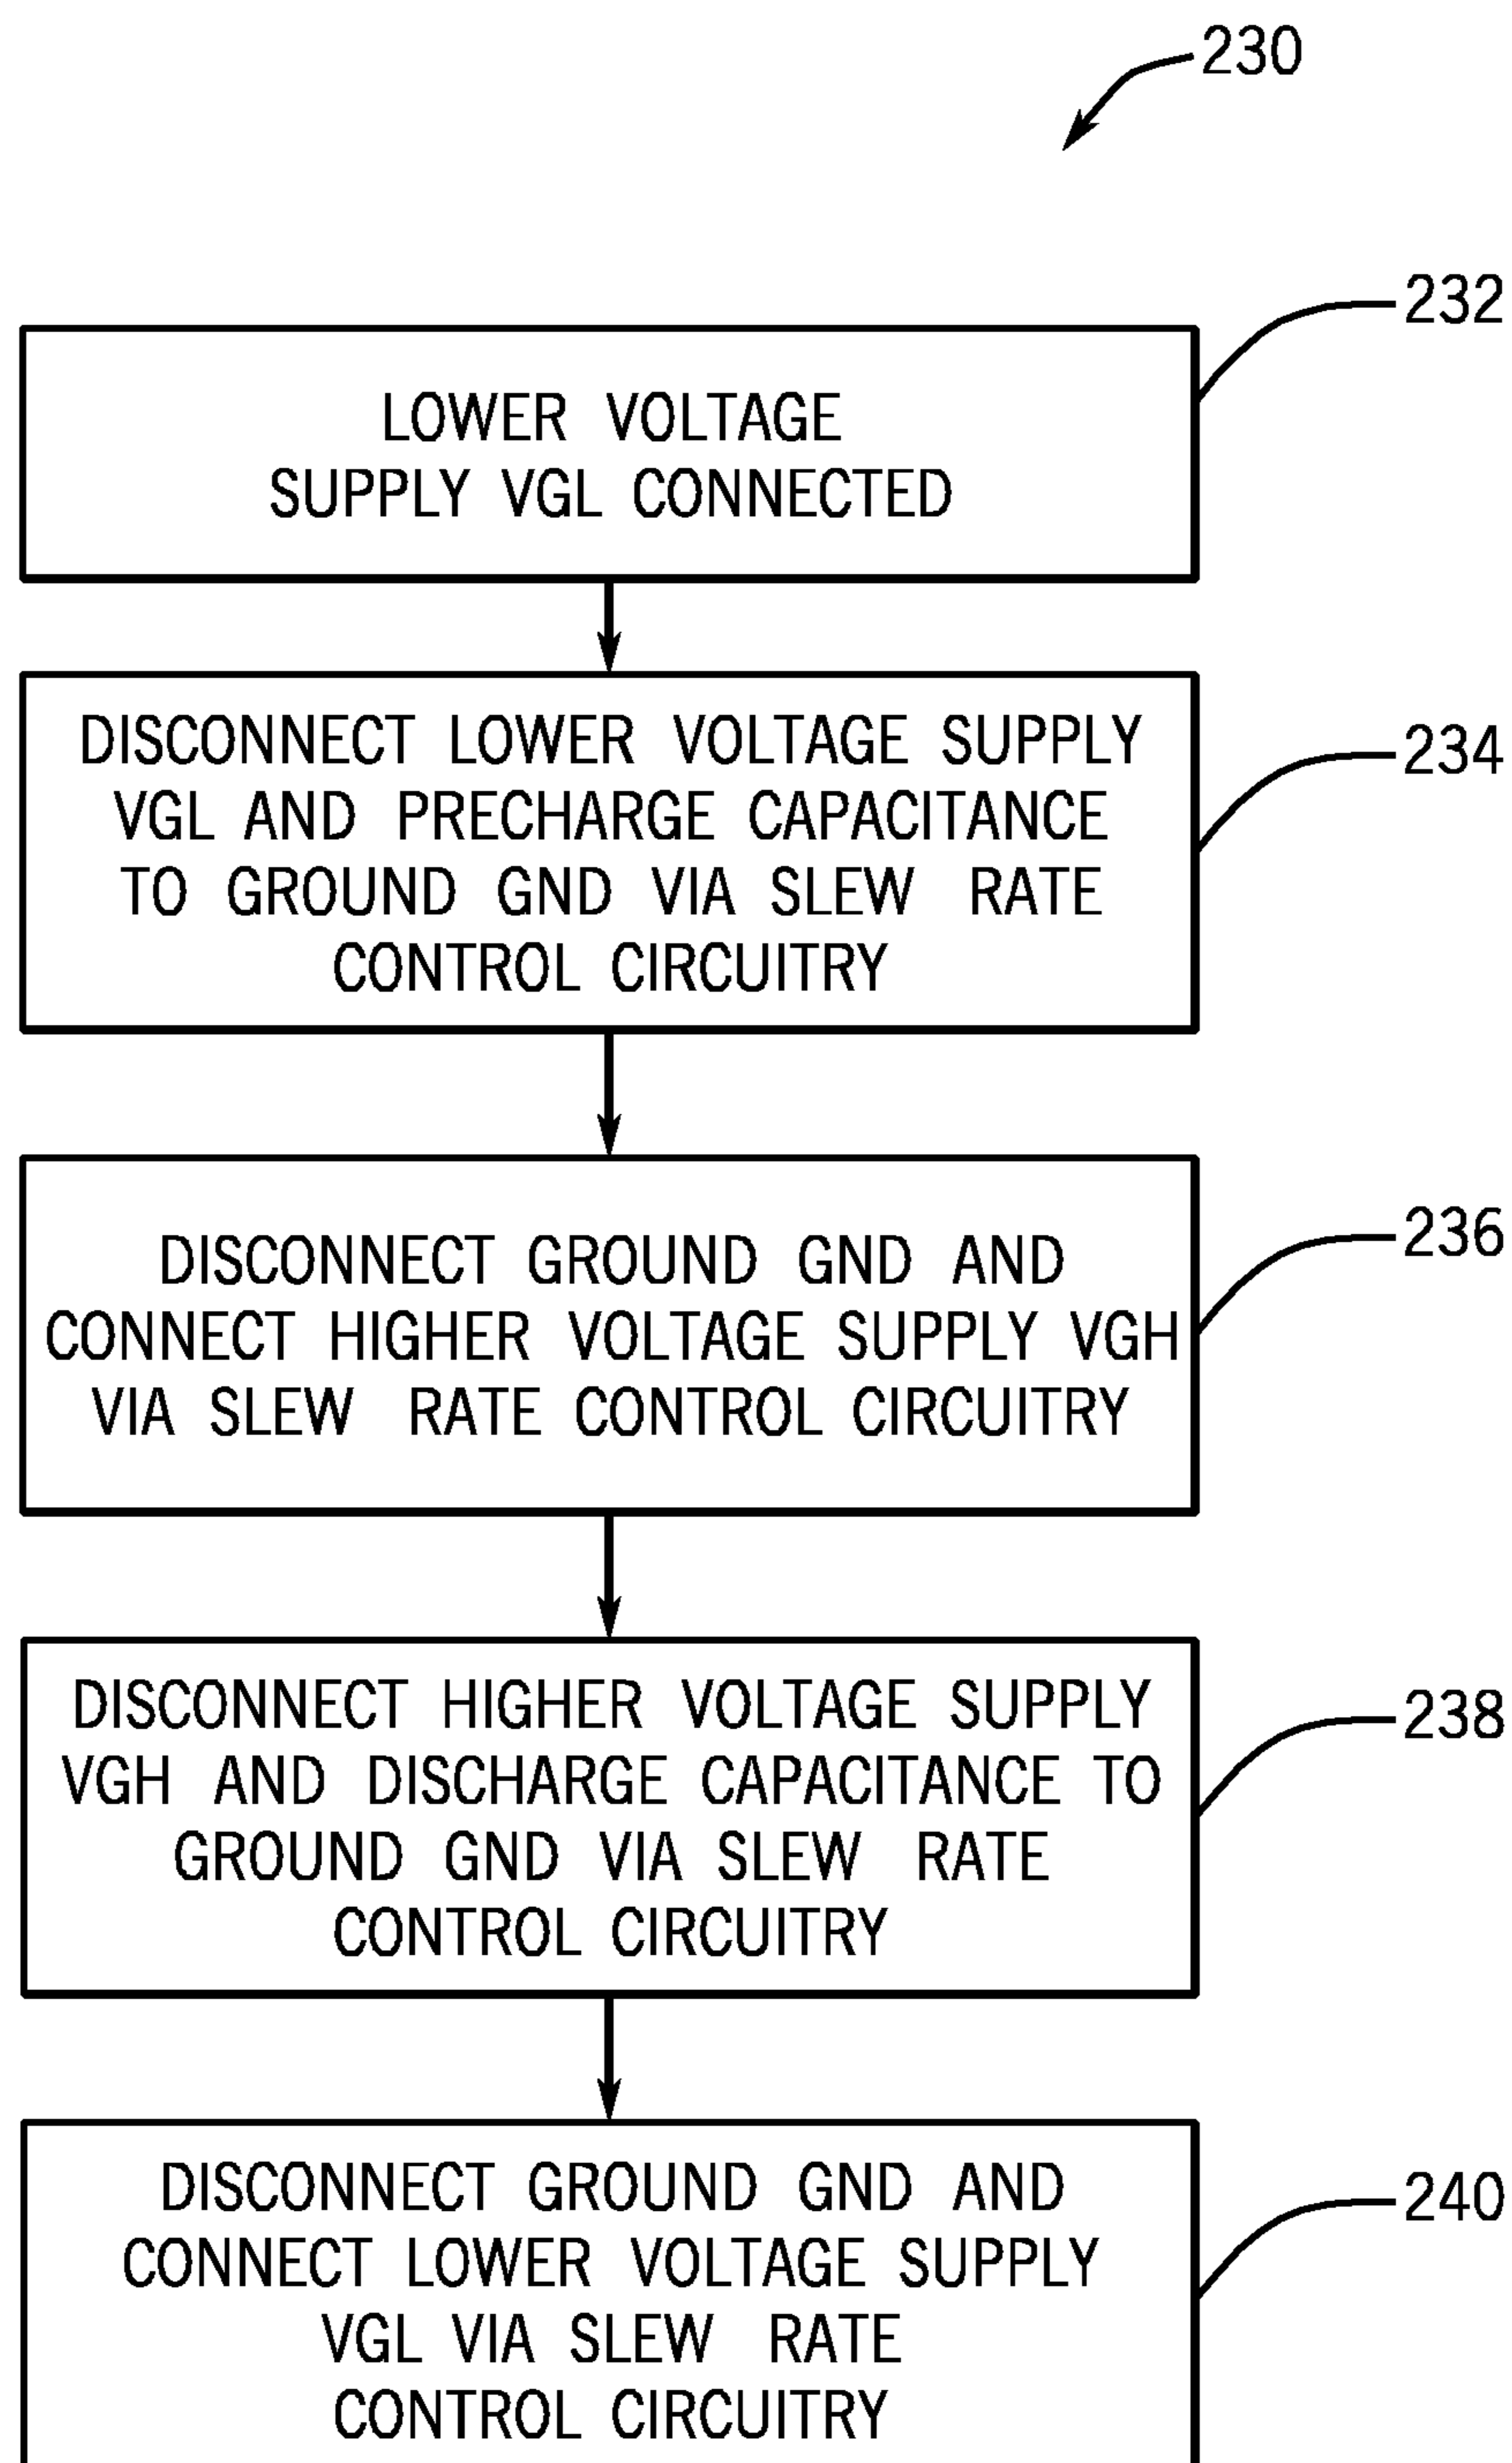 230
232
LOWER VOLTAGE
SUPPLY VGL CONNECTED
234
DISCONNECT LOWER VOLTAGE SUPPLY
VGL AND PRECHARGE CAPACITANCE
TO GROUND GND VIA SLEW RATE
CONTROL CIRCUITRY
236
DISCONNECT GROUND GND AND
CONNECT HIGHER VOLTAGE SUPPLY VGH
VIA SLEW RATE CONTROL CIRCUITRY
238
DISCONNECT HIGHER VOLTAGE SUPPLY
VGH AND DISCHARGE CAPACITANCE TO
GROUND GND VIA SLEW RATE
CONTROL CIRCUITRY
240
DISCONNECT GROUND GND AND
CONNECT LOWER VOLTAGE SUPPLY
VGL VIA SLEW RATE
CONTROL CIRCUITRY